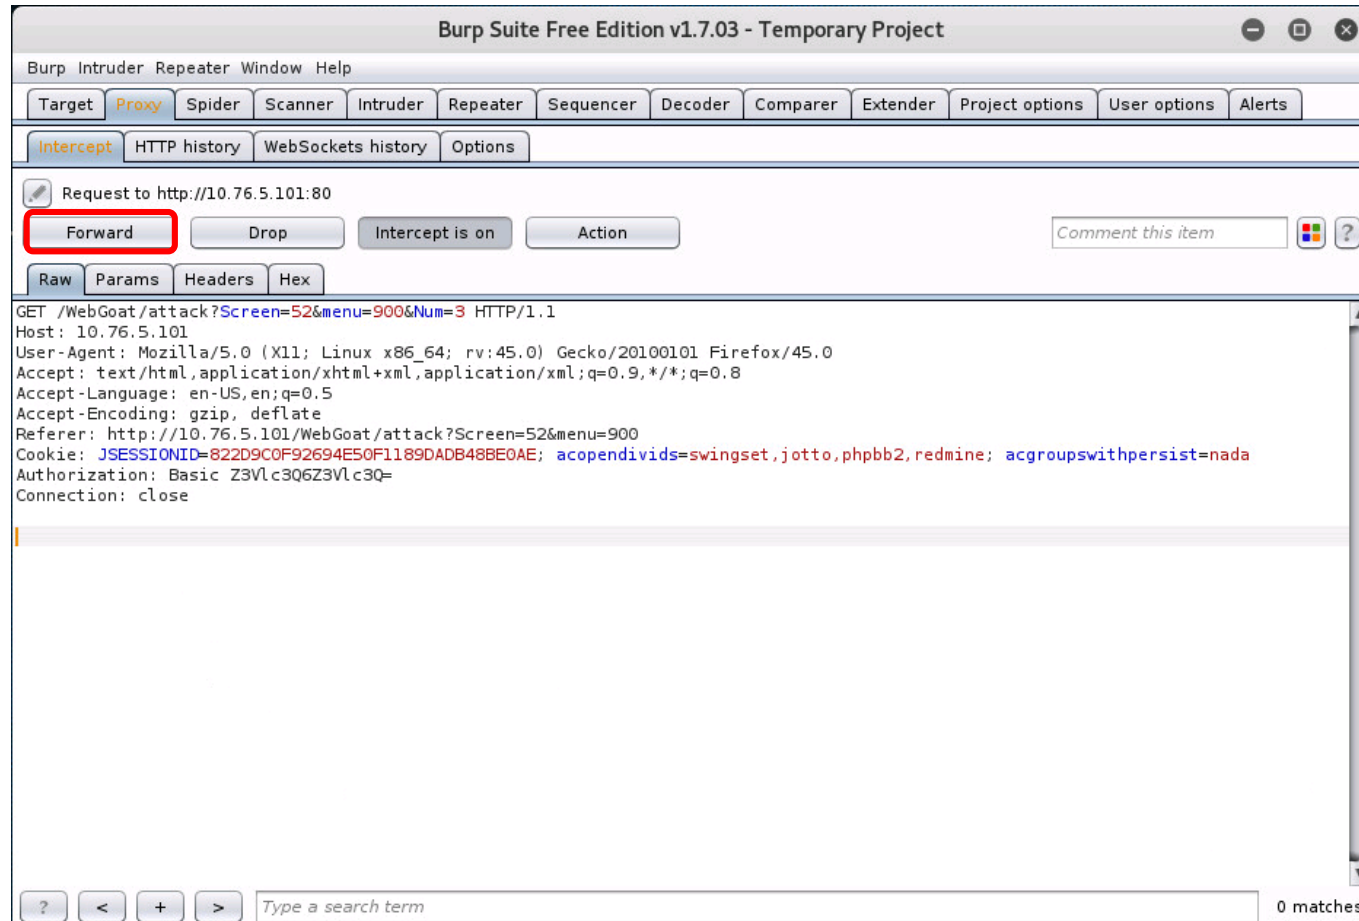 Burp Suite Free Edition v1.7.03 - Temporary Project
Burp Intruder Repeater Window Help
Target Proxy Spider Scanner Intruder Repeater Sequencer Decoder Comparer Extender Project options User options Alerts
Intercept HTTP history WebSockets history Options
Request to http://10.76.5.101:80
Forward Drop Intercept is on Action Comment this item ?
Raw Params Headers Hex
GET /WebGoat/attack?Screen=52&menu=900&Num=3 HTTP/1.1
Host: 10.76.5.101
User-Agent: Mozilla/5.0 (X11; Linux x86_64; rv:45.0) Gecko/20100101 Firefox/45.0
Accept: text/html,application/xhtml+xml,application/xml;q=0.9,*/*;q=0.8
Accept-Language: en-US,en;q=0.5
Accept-Encoding: gzip, deflate
Referer: http://10.76.5.101/WebGoat/attack?Screen=52&menu=900
Cookie: JSESSIONID=822D9C0F92694E50F1189DADB48BE0AE; acopendivids=swingset,jotto,phpbb2,redmine; acgroupswithpersist=nada
Authorization: Basic Z3Vlc3Q6Z3Vlc3Q=
Connection: close
? < + > Type a search term 0 matches